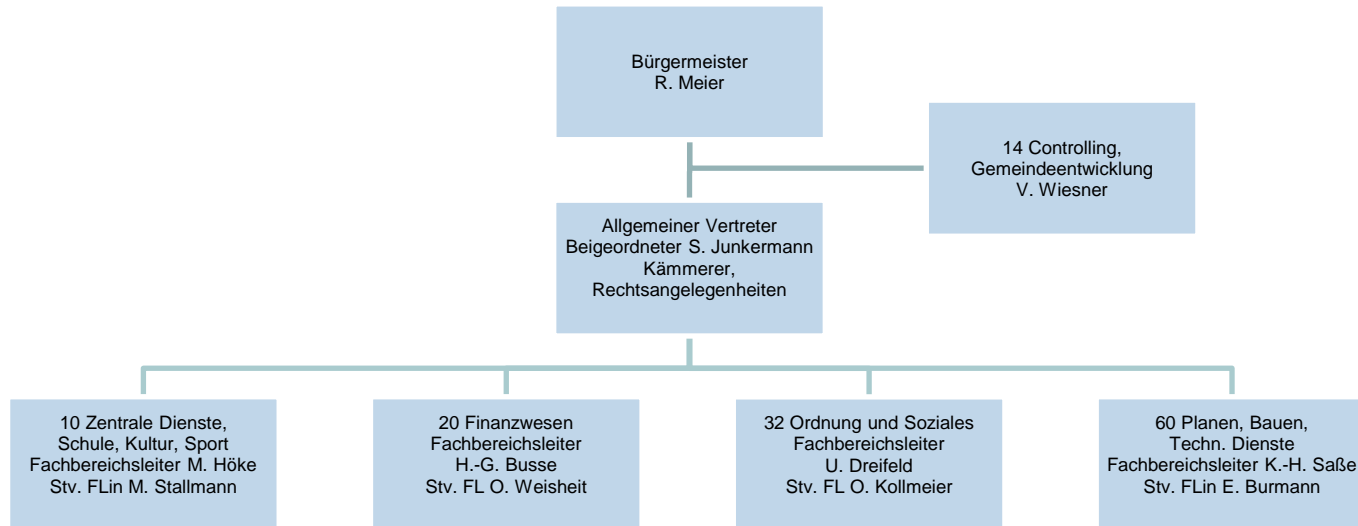 Bürgermeister
R. Meier
14 Controlling,
Gemeindeentwicklung
V. Wiesner
Allgemeiner Vertreter
Beigeordneter S. Junkermann
Kämmerer,
Rechtsangelegenheiten
10 Zentrale Dienste,
Schule, Kultur, Sport
Fachbereichsleiter M. Höke
Stv. FLin M. Stallmann
20 Finanzwesen
Fachbereichsleiter
H.-G. Busse
Stv. FL O. Weisheit
32 Ordnung und Soziales
Fachbereichsleiter
U. Dreifeld
Stv. FL O. Kollmeier
60 Planen, Bauen,
Techn. Dienste
Fachbereichsleiter K.-H. Saße
Stv. FLin E. Burmann